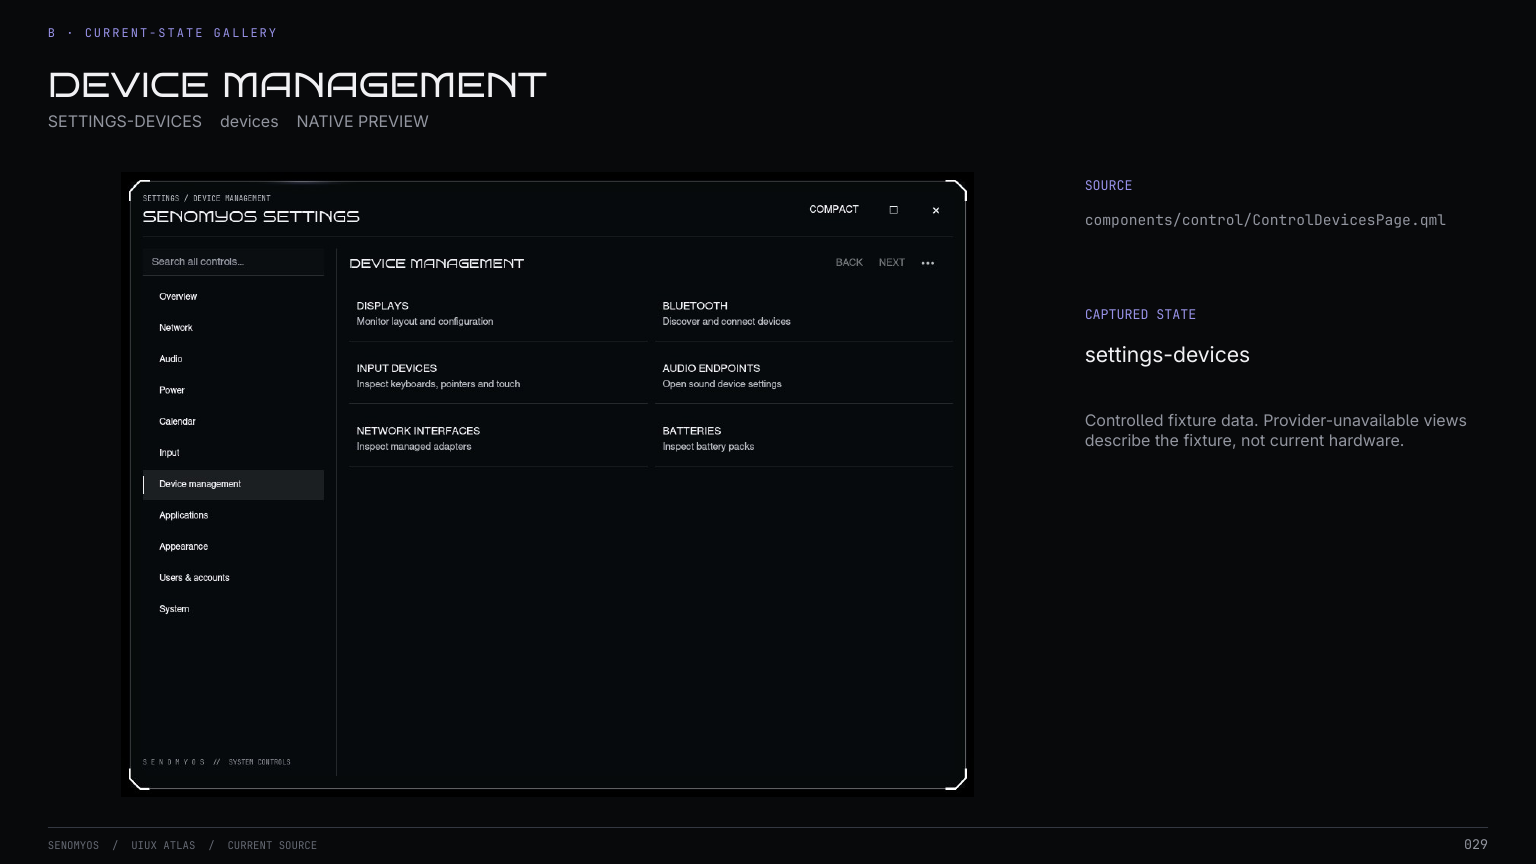 B · CURRENT-STATE GALLERY
DEVICE MANAGEMENT
SETTINGS-DEVICES devices NATIVE PREVIEW
SETTINGS / DEVICE MANAGEMENT
SENOMYOS SETTINGS
COMPACT □ ×
Search all controls...
Overview
Network
Audio
Power
Calendar
Input
Device management
Applications
Appearance
Users & accounts
System
SENOMYOS // SYSTEM CONTROLS
DEVICE MANAGEMENT
BACK NEXT •••
DISPLAYS
Monitor layout and configuration
BLUETOOTH
Discover and connect devices
INPUT DEVICES
Inspect keyboards, pointers and touch
AUDIO ENDPOINTS
Open sound device settings
NETWORK INTERFACES
Inspect managed adapters
BATTERIES
Inspect battery packs
SOURCE
components/control/ControlDevicesPage.qml
CAPTURED STATE
settings-devices
Controlled fixture data. Provider-unavailable views
describe the fixture, not current hardware.
SENOMYOS / UIUX ATLAS / CURRENT SOURCE
029